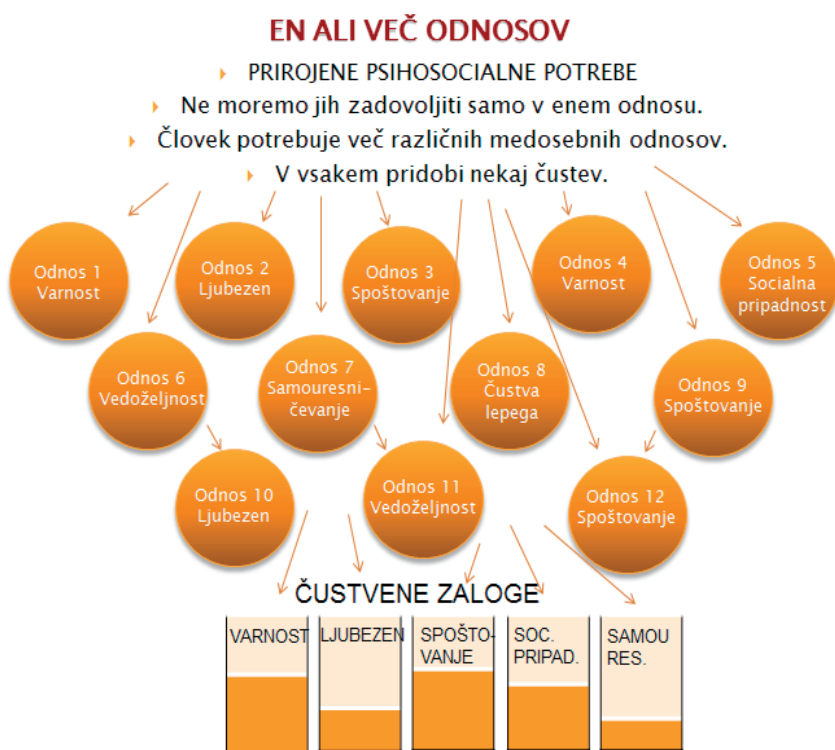 EN ALI VEČ ODNOSOV
PRIROJENE PSIHOSOCIALNE POTREBE
Ne moremo jih zadovoljiti samo v enem odnosu.
Človek potrebuje več različnih medosebnih odnosov.
V vsakem pridobi nekaj čustev.
Odnos 1
Varnost
Odnos 2
Ljubezen
Odnos 3
Spoštovanje
Odnos 4
Varnost
Odnos 5
Socialna
pripadnost
Odnos 6
Vedoželjnost
Odnos 7
Samouresni-
čevanje
Odnos 8
Čustva
lepega
Odnos 9
Spoštovanje
Odnos 10
Ljubezen
Odnos 11
Vedoželjnost
Odnos 12
Spoštovanje
ČUSTVENE ZALOGE
VARNOST
LJUBEZEN
SPOŠTO-
VANJE
SOC.
PRIPAD.
SAMOU
RES.